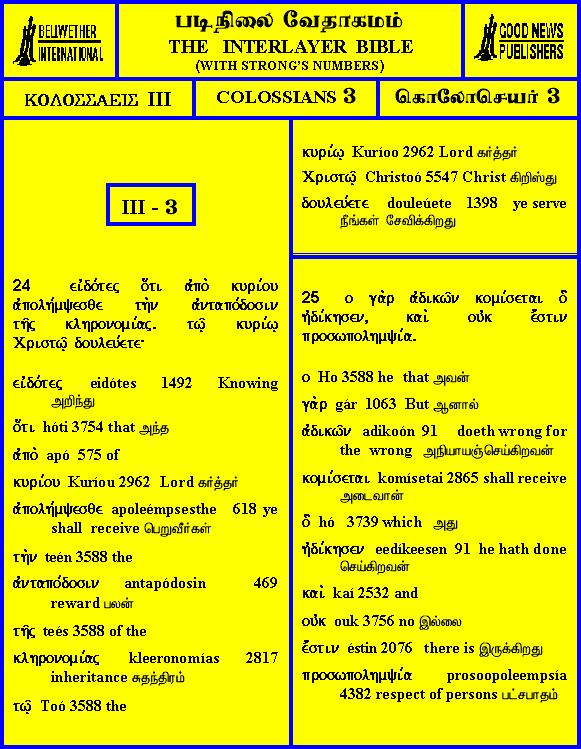 BELLWETHER
INTERNATIONAL
படிநிலை வேதாகமம்
THE INTERLAYER BIBLE
(WITH STRONG'S NUMBERS)
GOOD NEWS
PUBLISHERS
ΚΟΛΟΣΣΑΕΙΣ III
COLOSSIANS 3
கொலோசெயர் 3
III - 3
24 εἰδότες ὅτι ἀπὸ κυρίου
ἀπολήμψεσθε τὴν ἀνταπόδοσιν
τῆς κληρονομίας. τῷ κυρίῳ
Χριστῷ δουλεύετε·
εἰδότες eidótes 1492 Knowing
அறிந்து
ὅτι hóti 3754 that அந்த
ἀπὸ apó 575 of
κυρίου Kuríou 2962 Lord கர்த்தர்
ἀπολήμψεσθε apoleémpsesthe 618 ye
shall receive பெறுவீர்கள்
τὴν teén 3588 the
ἀνταπόδοσιν antapódosin 469
reward பலன்
τῆς teés 3588 of the
κληρονομίας kleeronomías 2817
inheritance சுதந்திரம்
τῷ Toó 3588 the
κυρίῳ Kuríoo 2962 Lord கர்த்தர்
Χριστῷ Christoó 5547 Christ கிறிஸ்து
δουλεύετε douleúete 1398 ye serve
நீங்கள் சேவிக்கிறது
25 ο γὰρ ἀδικῶν κομίσεται ὃ
ἠδίκησεν, καὶ οὐκ ἔστιν
προσωπολημψία.
ο Ho 3588 he that அவன்
γὰρ gár 1063 But ஆனால்
ἀδικῶν adikoón 91 doeth wrong for
the wrong அநியாயஞ்செய்கிறவன்
κομίσεται komísetai 2865 shall receive
அடைவான்
ὃ hó 3739 which அது
ἠδίκησεν eedíkeesen 91 he hath done
செய்கிறவன்
καὶ kaí 2532 and
οὐκ ouk 3756 no இல்லை
ἔστιν éstin 2076 there is இருக்கிறது
προσωπολημψία prosoopoleempsía
4382 respect of persons பட்சபாதம்